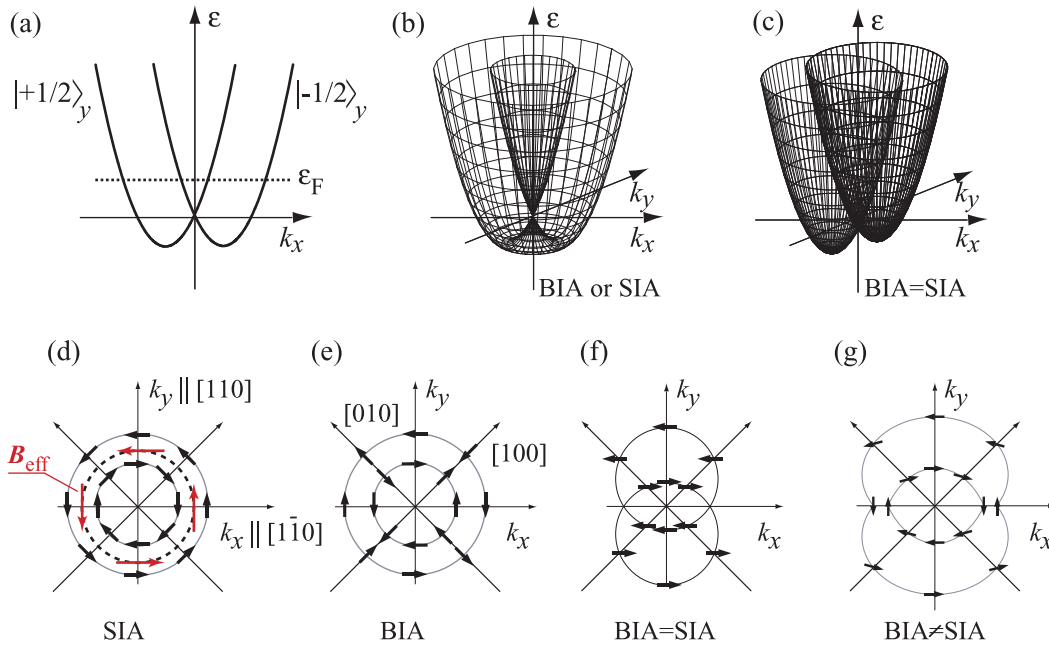 (a)
ε
|+1/2⟩y
|-1/2⟩y
εF
kx
(b)
ε
ky
kx
BIA or SIA
(c)
ε
ky
kx
BIA=SIA
(d)
ky || [110]
Beff
kx || [11̄0]
SIA
(e)
ky
[010]
[100]
kx
BIA
(f)
ky
kx
BIA=SIA
(g)
ky
kx
BIA≠SIA